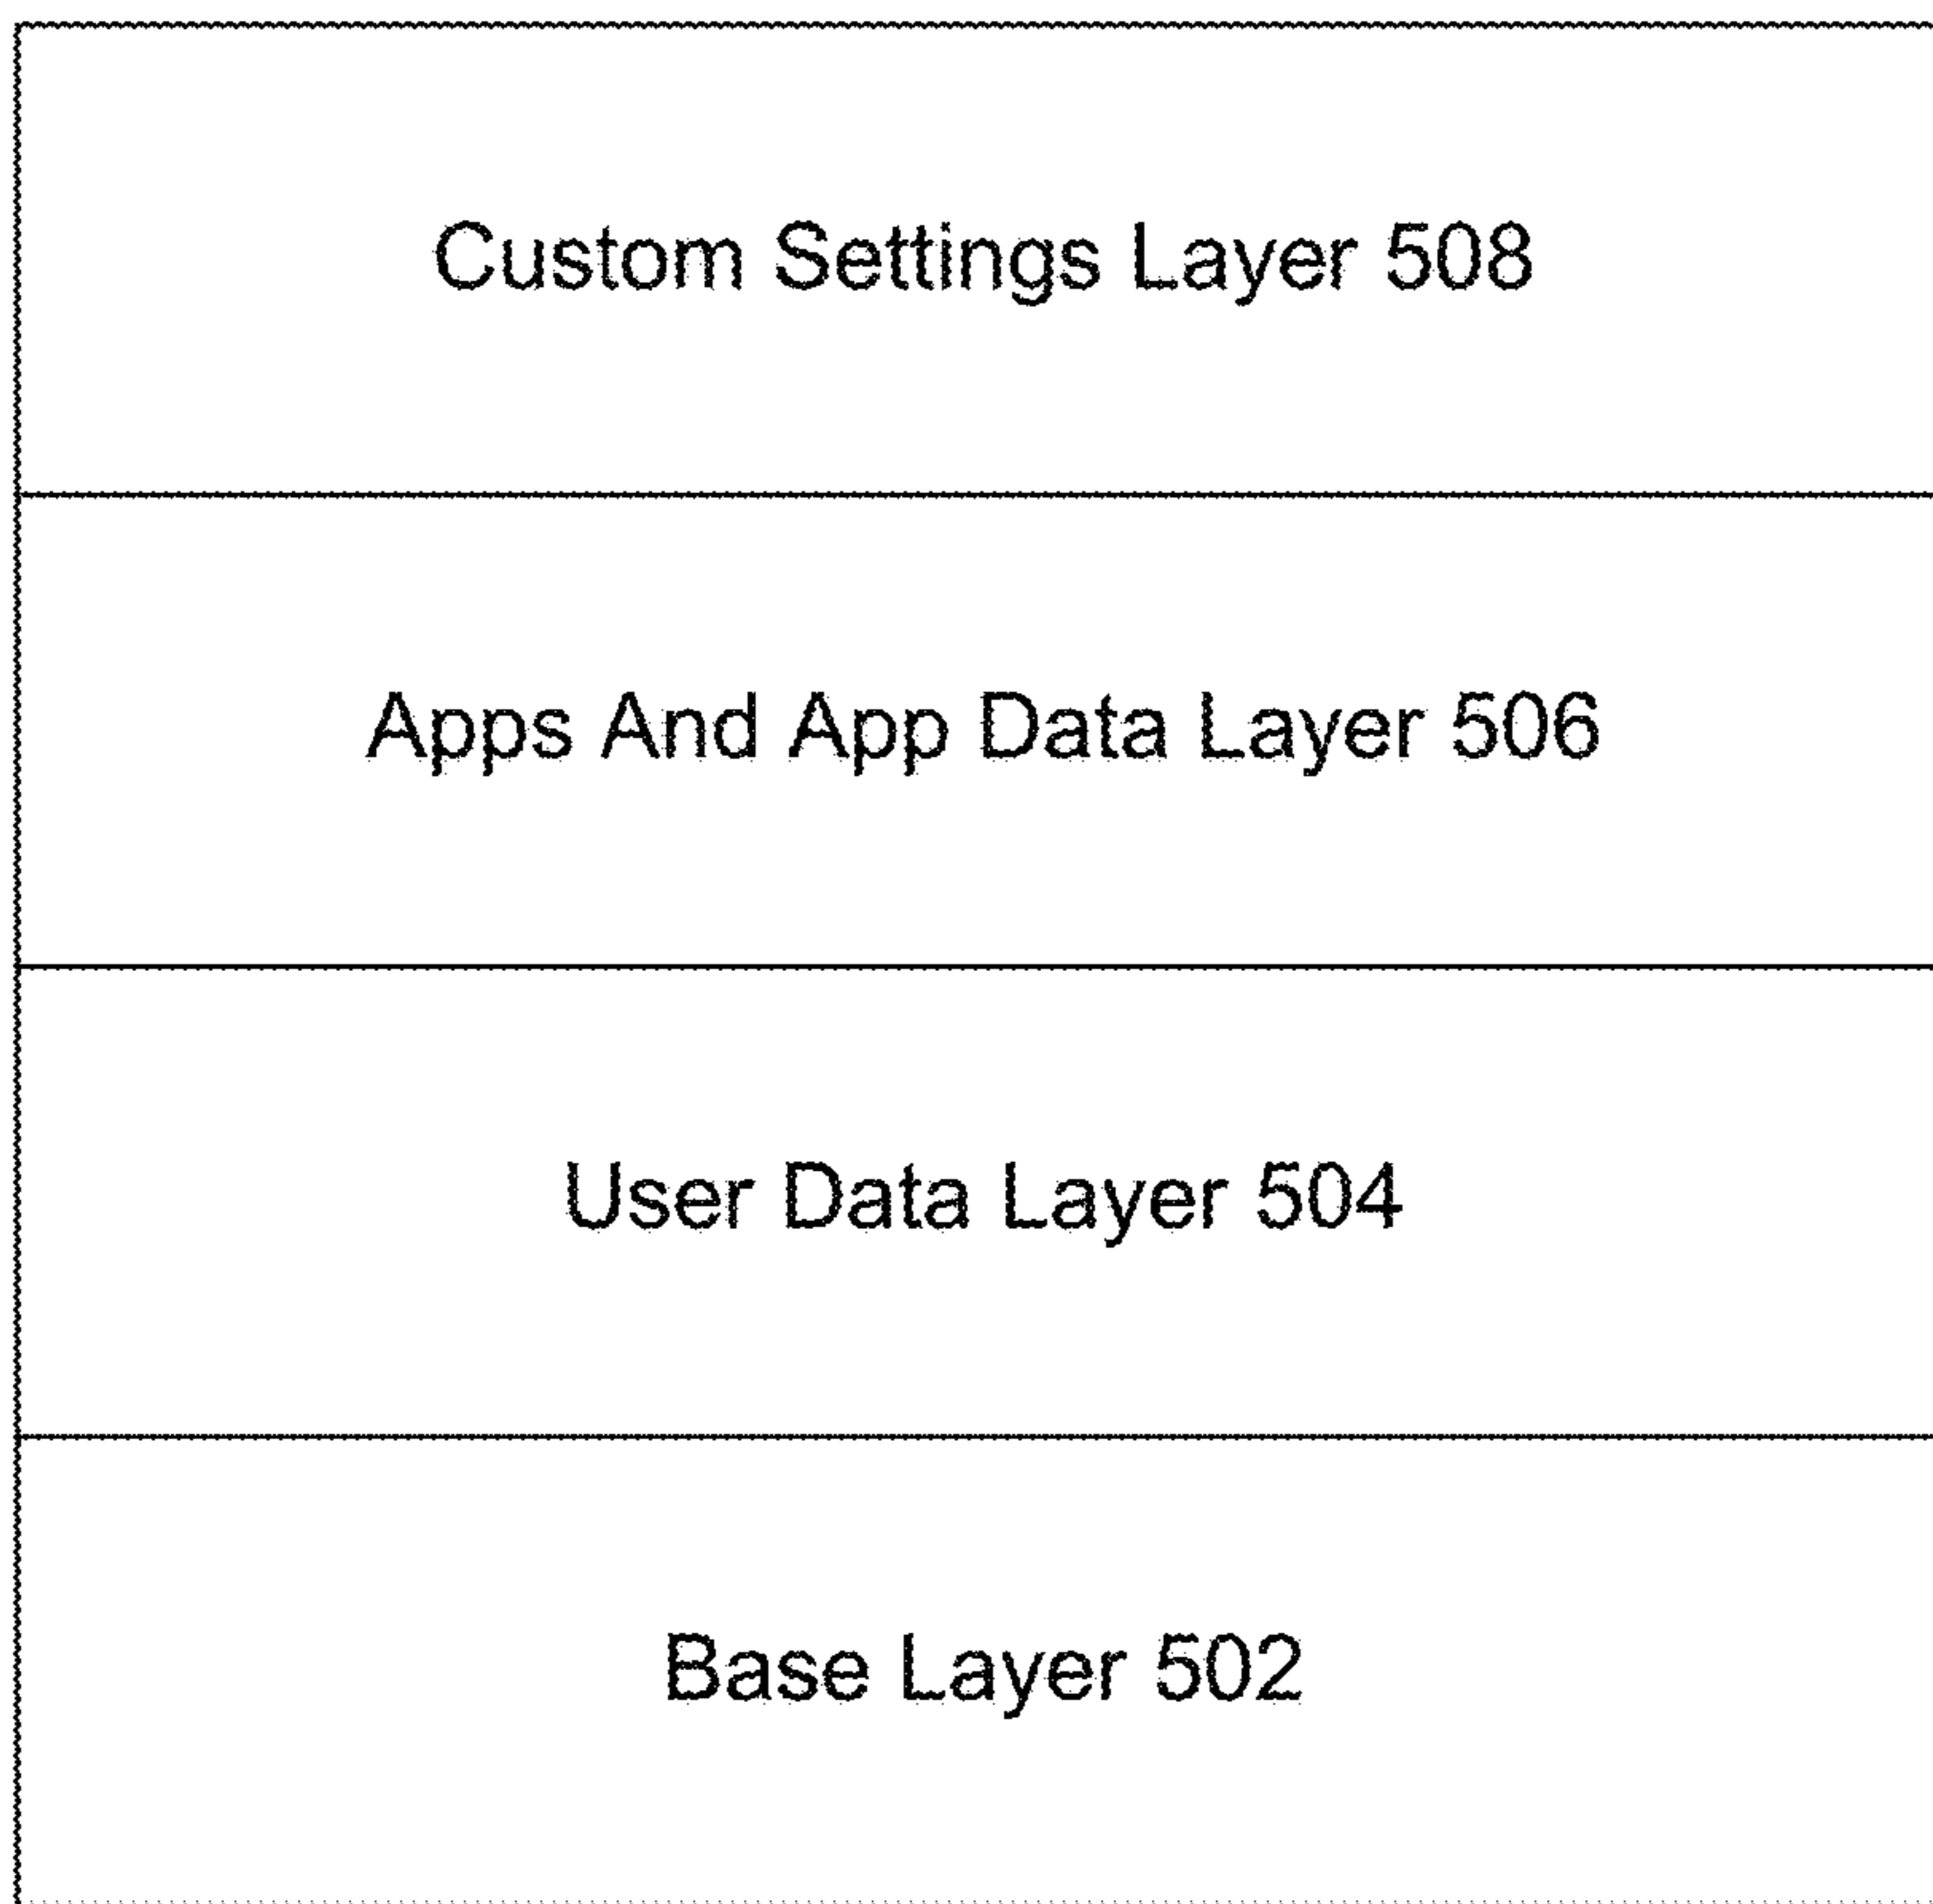 Custom Settings Layer 508
Apps And App Data Layer 506
User Data Layer 504
Base Layer 502